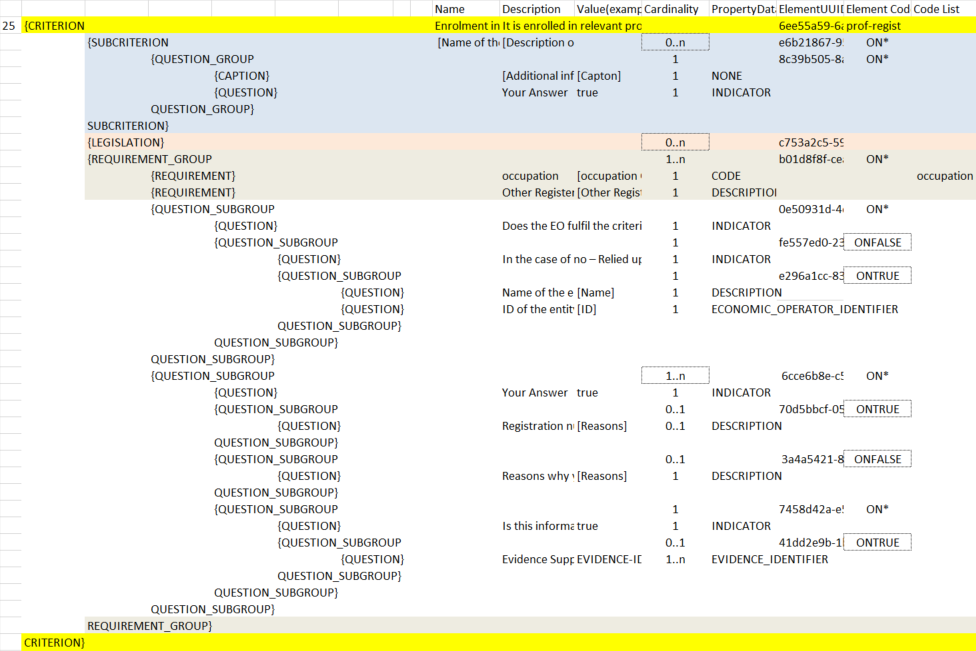 Name Description Value(examp Cardinality PropertyDat ElementUUI Element Cod Code List
25 {CRITERION Enrolment in It is enrolled in relevant pro 6ee55a59-6a prof-regist
{SUBCRITERION [Name of the [Description o 0..n e6b21867-9 ON*
{QUESTION_GROUP 1 8c39b505-8a ON*
{CAPTION} [Additional inf [Capton] 1 NONE
{QUESTION} Your Answer true 1 INDICATOR
QUESTION_GROUP}
SUBCRITERION}
{LEGISLATION} 0..n c753a2c5-59
{REQUIREMENT_GROUP 1..n b01d8f8f-ce ON*
{REQUIREMENT} occupation [occupation 1 CODE occupation
{REQUIREMENT} Other Register [Other Regis 1 DESCRIPTION
{QUESTION_SUBGROUP 0e50931d-4 ON*
{QUESTION} Does the EO fulfil the criteri 1 INDICATOR
{QUESTION_SUBGROUP 1 fe557ed0-23 ONFALSE
{QUESTION} In the case of no – Relied up 1 INDICATOR
{QUESTION_SUBGROUP 1 e296a1cc-83 ONTRUE
{QUESTION} Name of the e [Name] 1 DESCRIPTION
{QUESTION} ID of the entit [ID] 1 ECONOMIC_OPERATOR_IDENTIFIER
QUESTION_SUBGROUP}
QUESTION_SUBGROUP}
QUESTION_SUBGROUP}
{QUESTION_SUBGROUP 1..n 6cce6b8e-c5 ON*
{QUESTION} Your Answer true 1 INDICATOR
{QUESTION_SUBGROUP 0..1 70d5bbcf-05 ONTRUE
{QUESTION} Registration n [Reasons] 0..1 DESCRIPTION
QUESTION_SUBGROUP}
{QUESTION_SUBGROUP 0..1 3a4a5421-8 ONFALSE
{QUESTION} Reasons why [Reasons] 1 DESCRIPTION
QUESTION_SUBGROUP}
{QUESTION_SUBGROUP 1 7458d42a-e ON*
{QUESTION} Is this informa true 1 INDICATOR
{QUESTION_SUBGROUP 0..1 41dd2e9b-1 ONTRUE
{QUESTION} Evidence Supp EVIDENCE-ID 1..n EVIDENCE_IDENTIFIER
QUESTION_SUBGROUP}
QUESTION_SUBGROUP}
QUESTION_SUBGROUP}
REQUIREMENT_GROUP}
CRITERION}